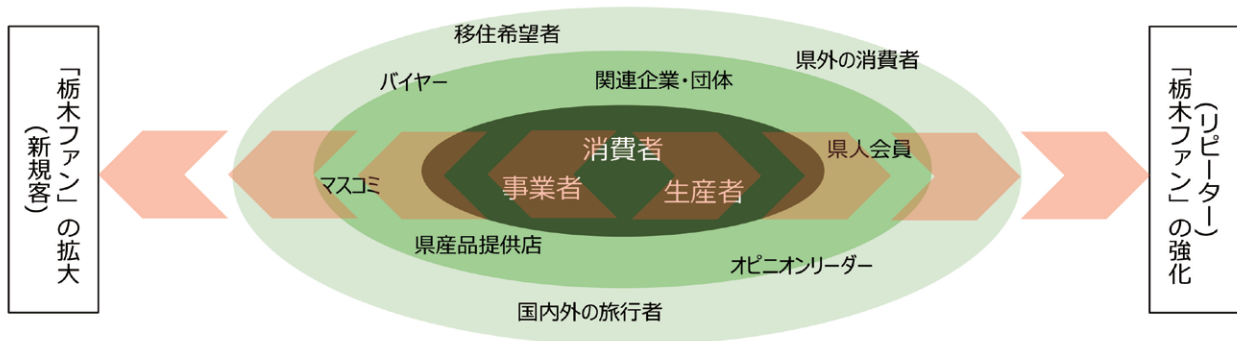 「栃木ファン」の拡大
(新規客)
移住希望者
県外の消費者
バイヤー
関連企業・団体
消費者
県人会員
マスコミ
事業者
生産者
県産品提供店
オピニオンリーダー
国内外の旅行者
(リピーター)
「栃木ファン」の強化